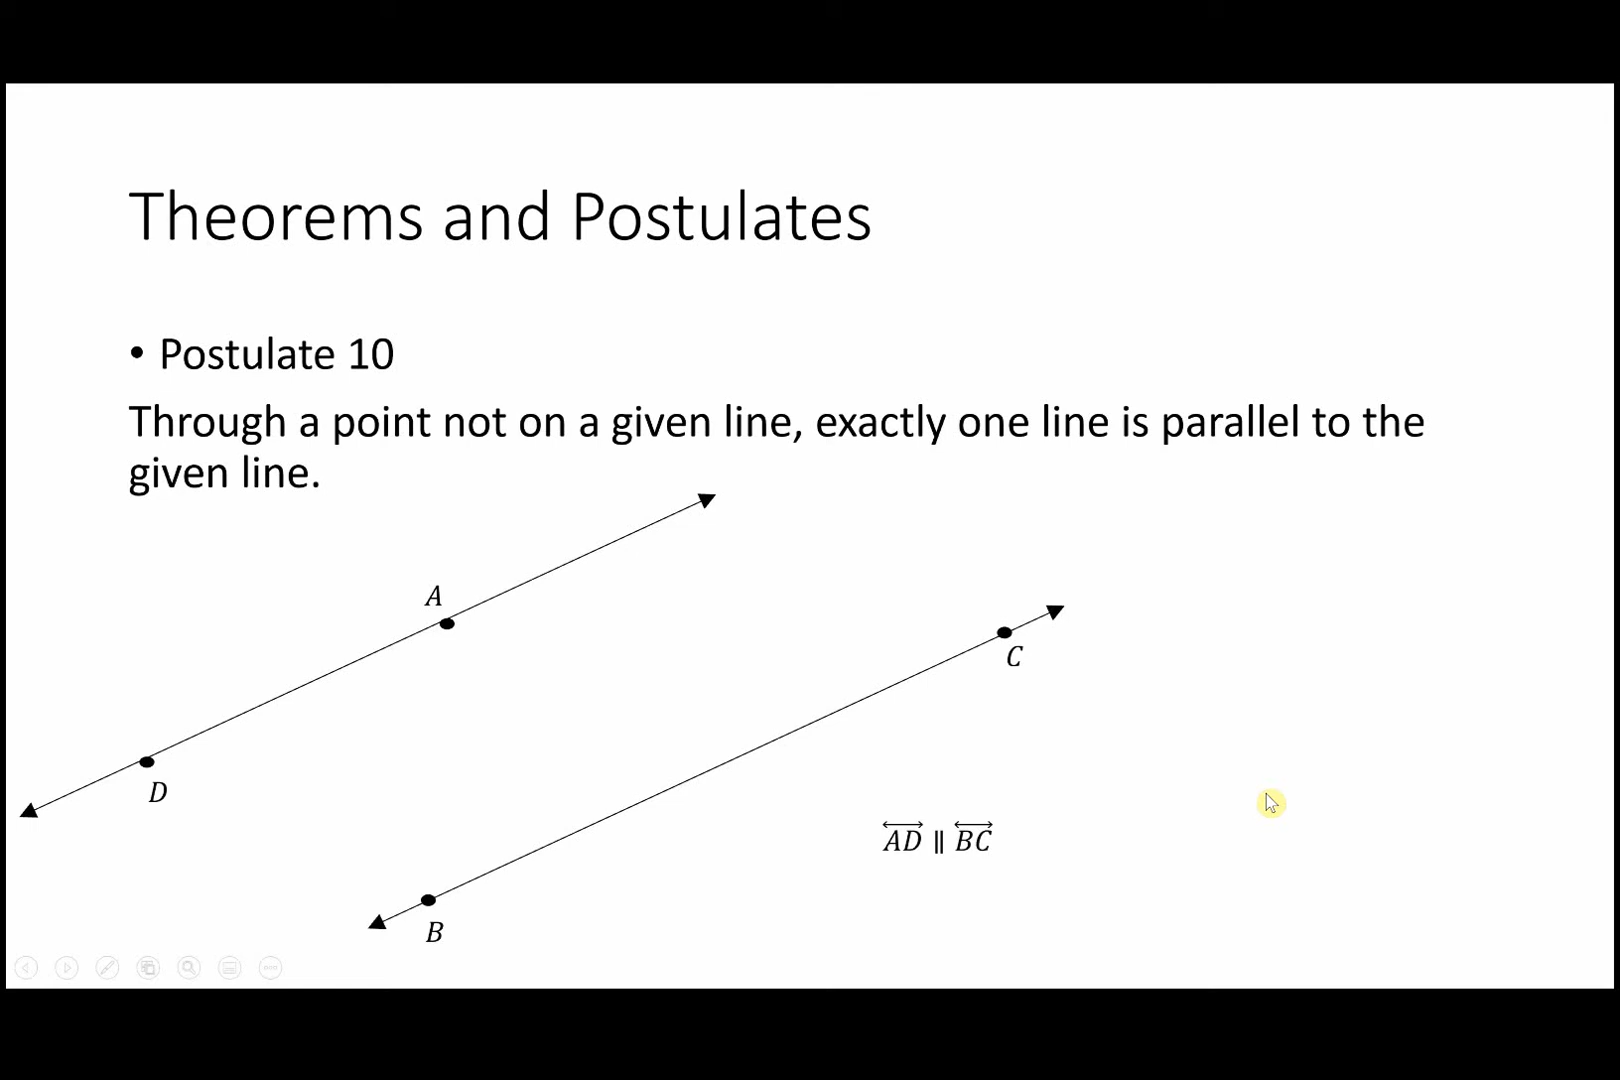 Theorems and Postulates
• Postulate 10
Through a point not on a given line, exactly one line is parallel to the
given line.
A
C
D
AD ∥ BC
B